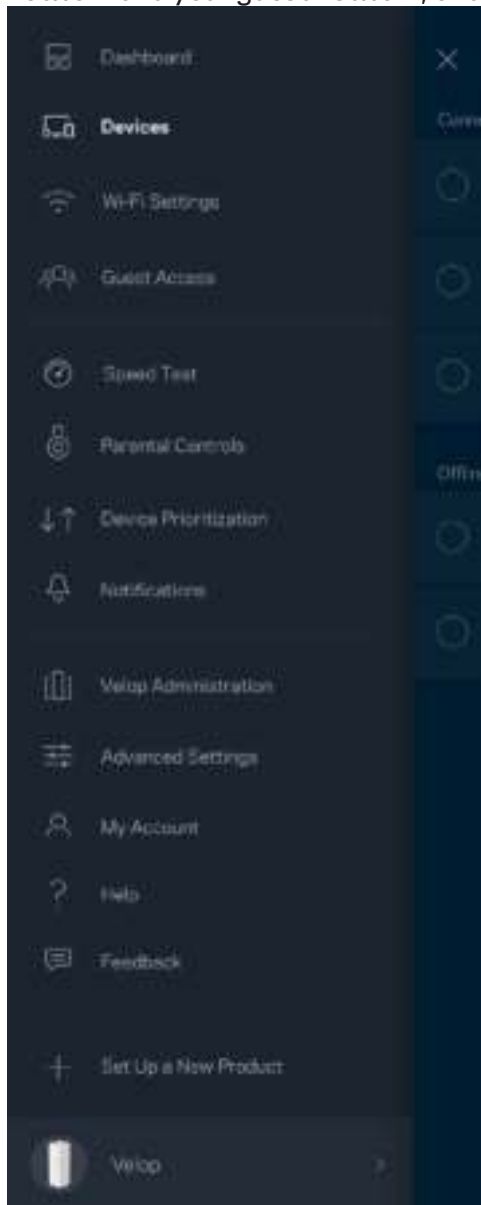 Dashboard
Devices
Wi-Fi Settings
Guest Access
Speed Test
Parental Controls
Device Prioritization
Notifications
Velop Administration
Advanced Settings
My Account
Help
Feedback
Set Up a New Product
Velop